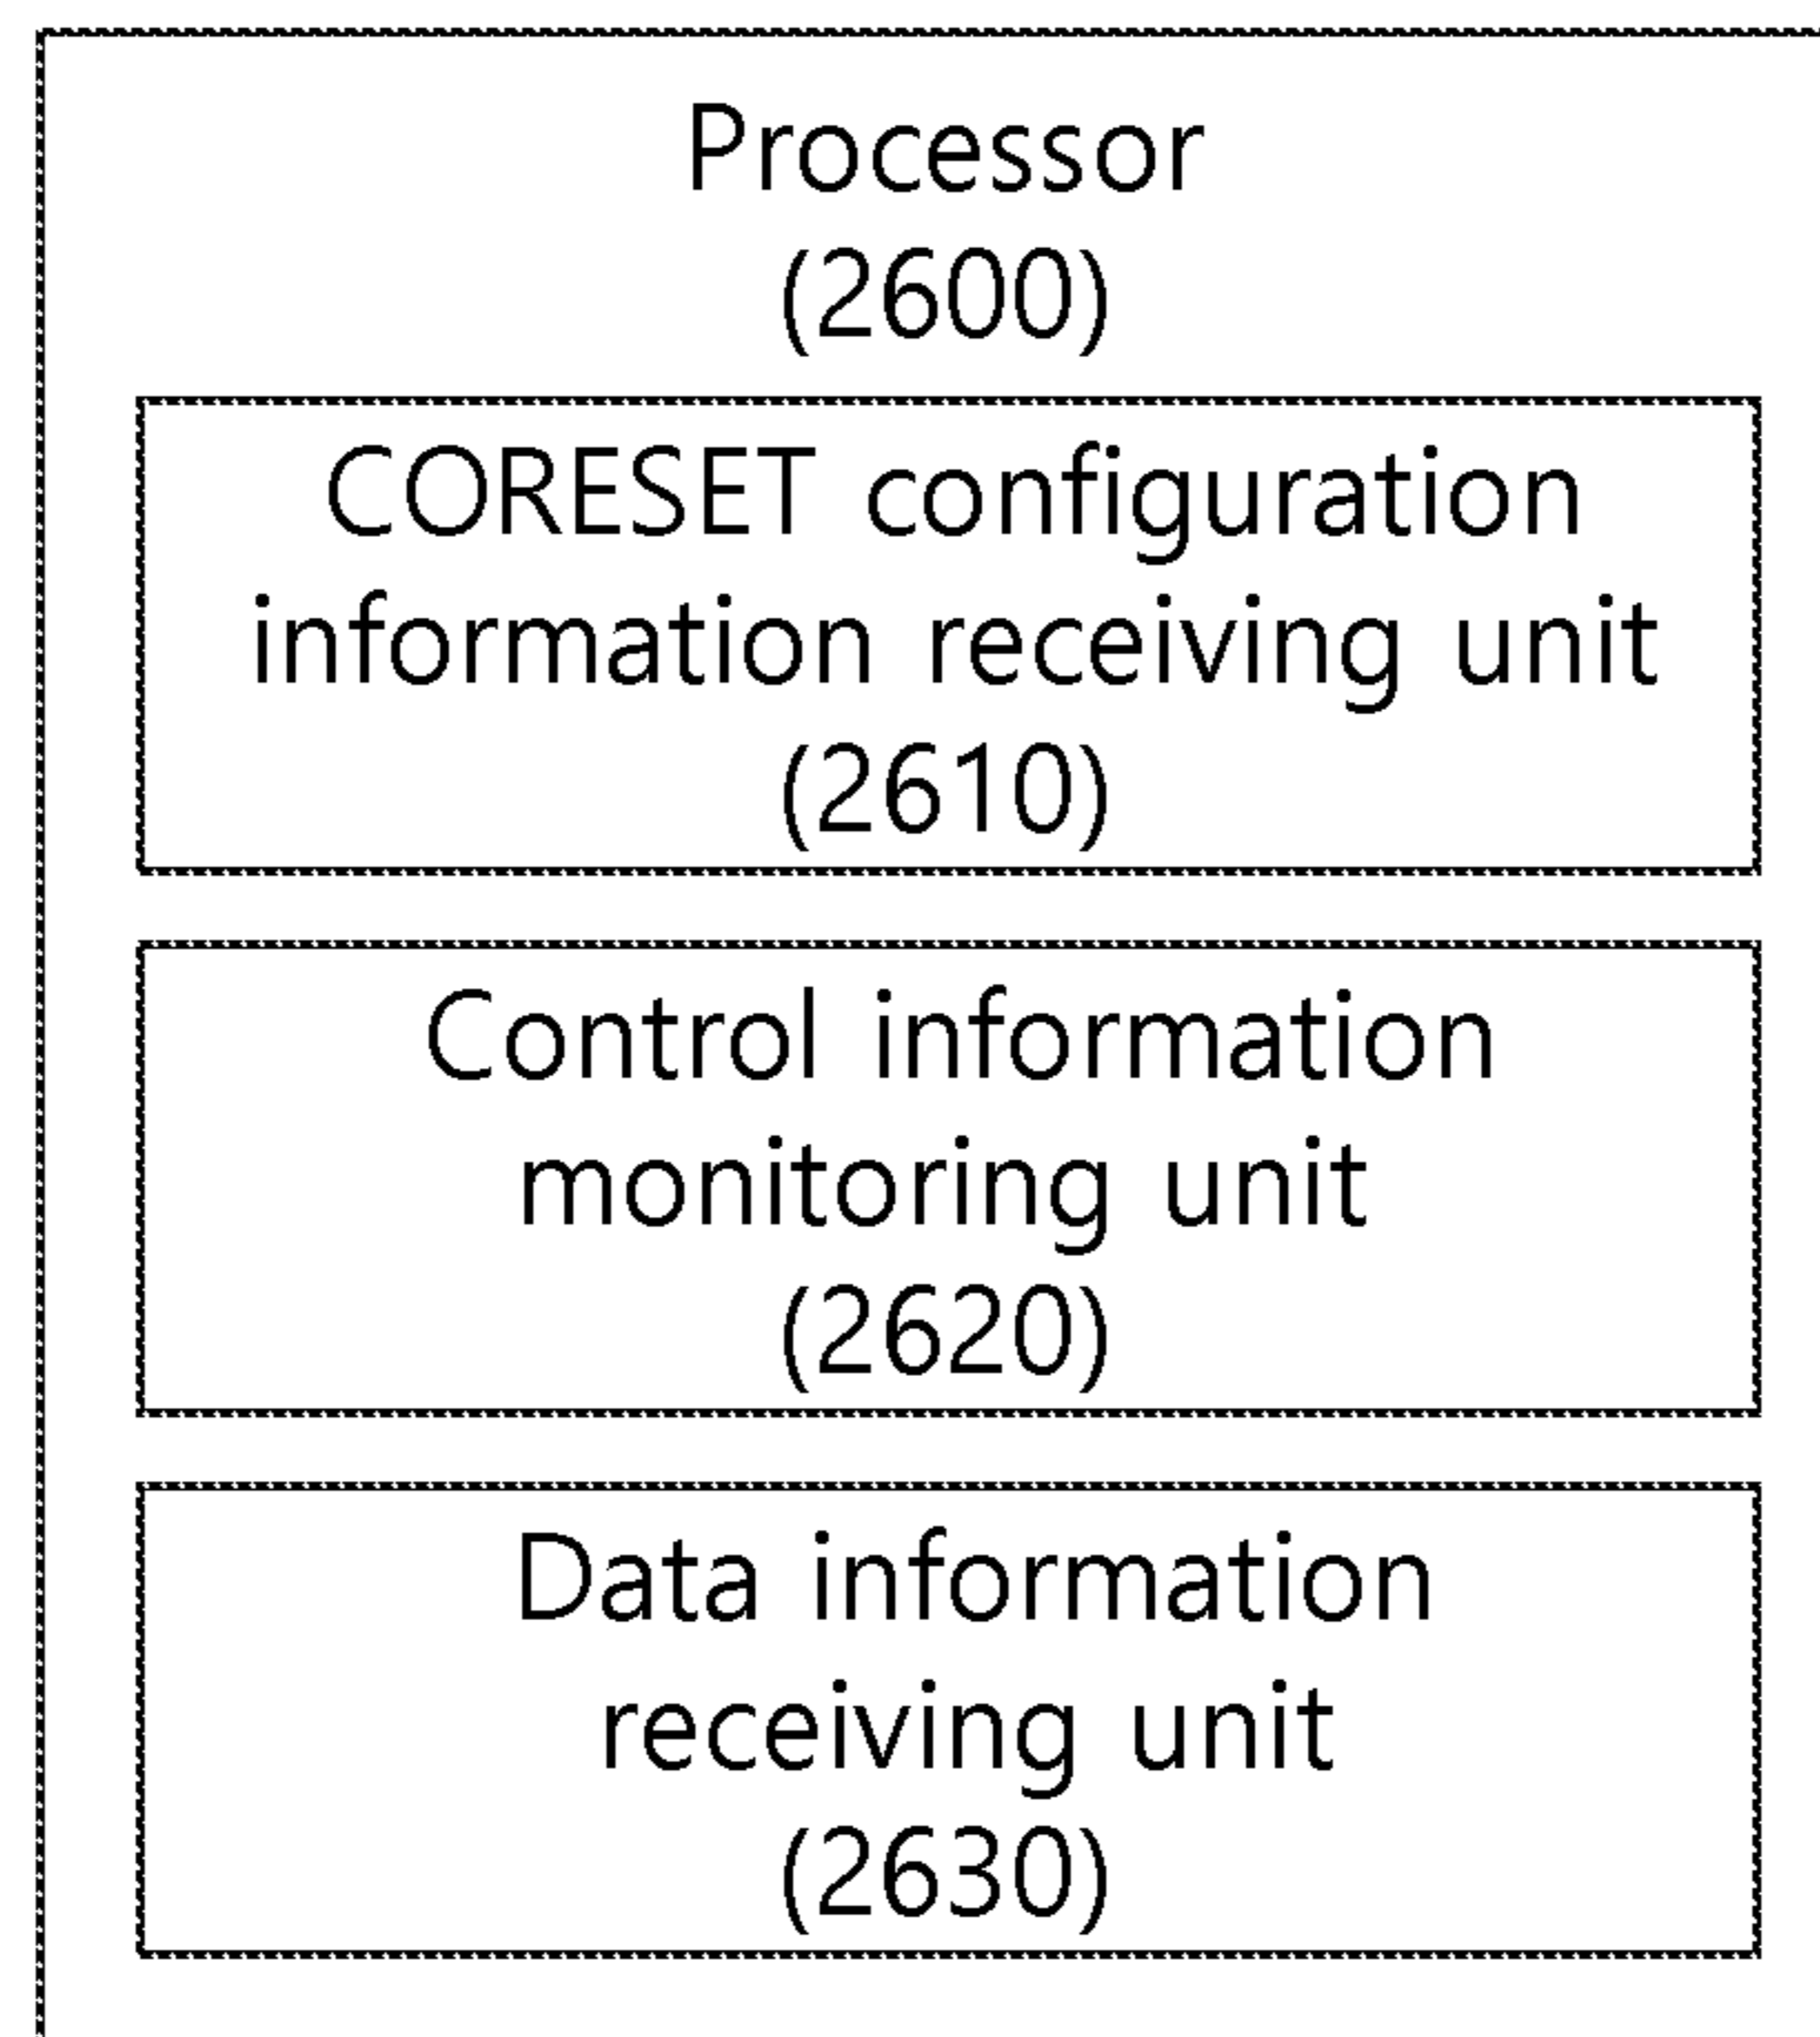 Processor
(2600)
CORESET configuration
information receiving unit
(2610)
Control information
monitoring unit
(2620)
Data information
receiving unit
(2630)